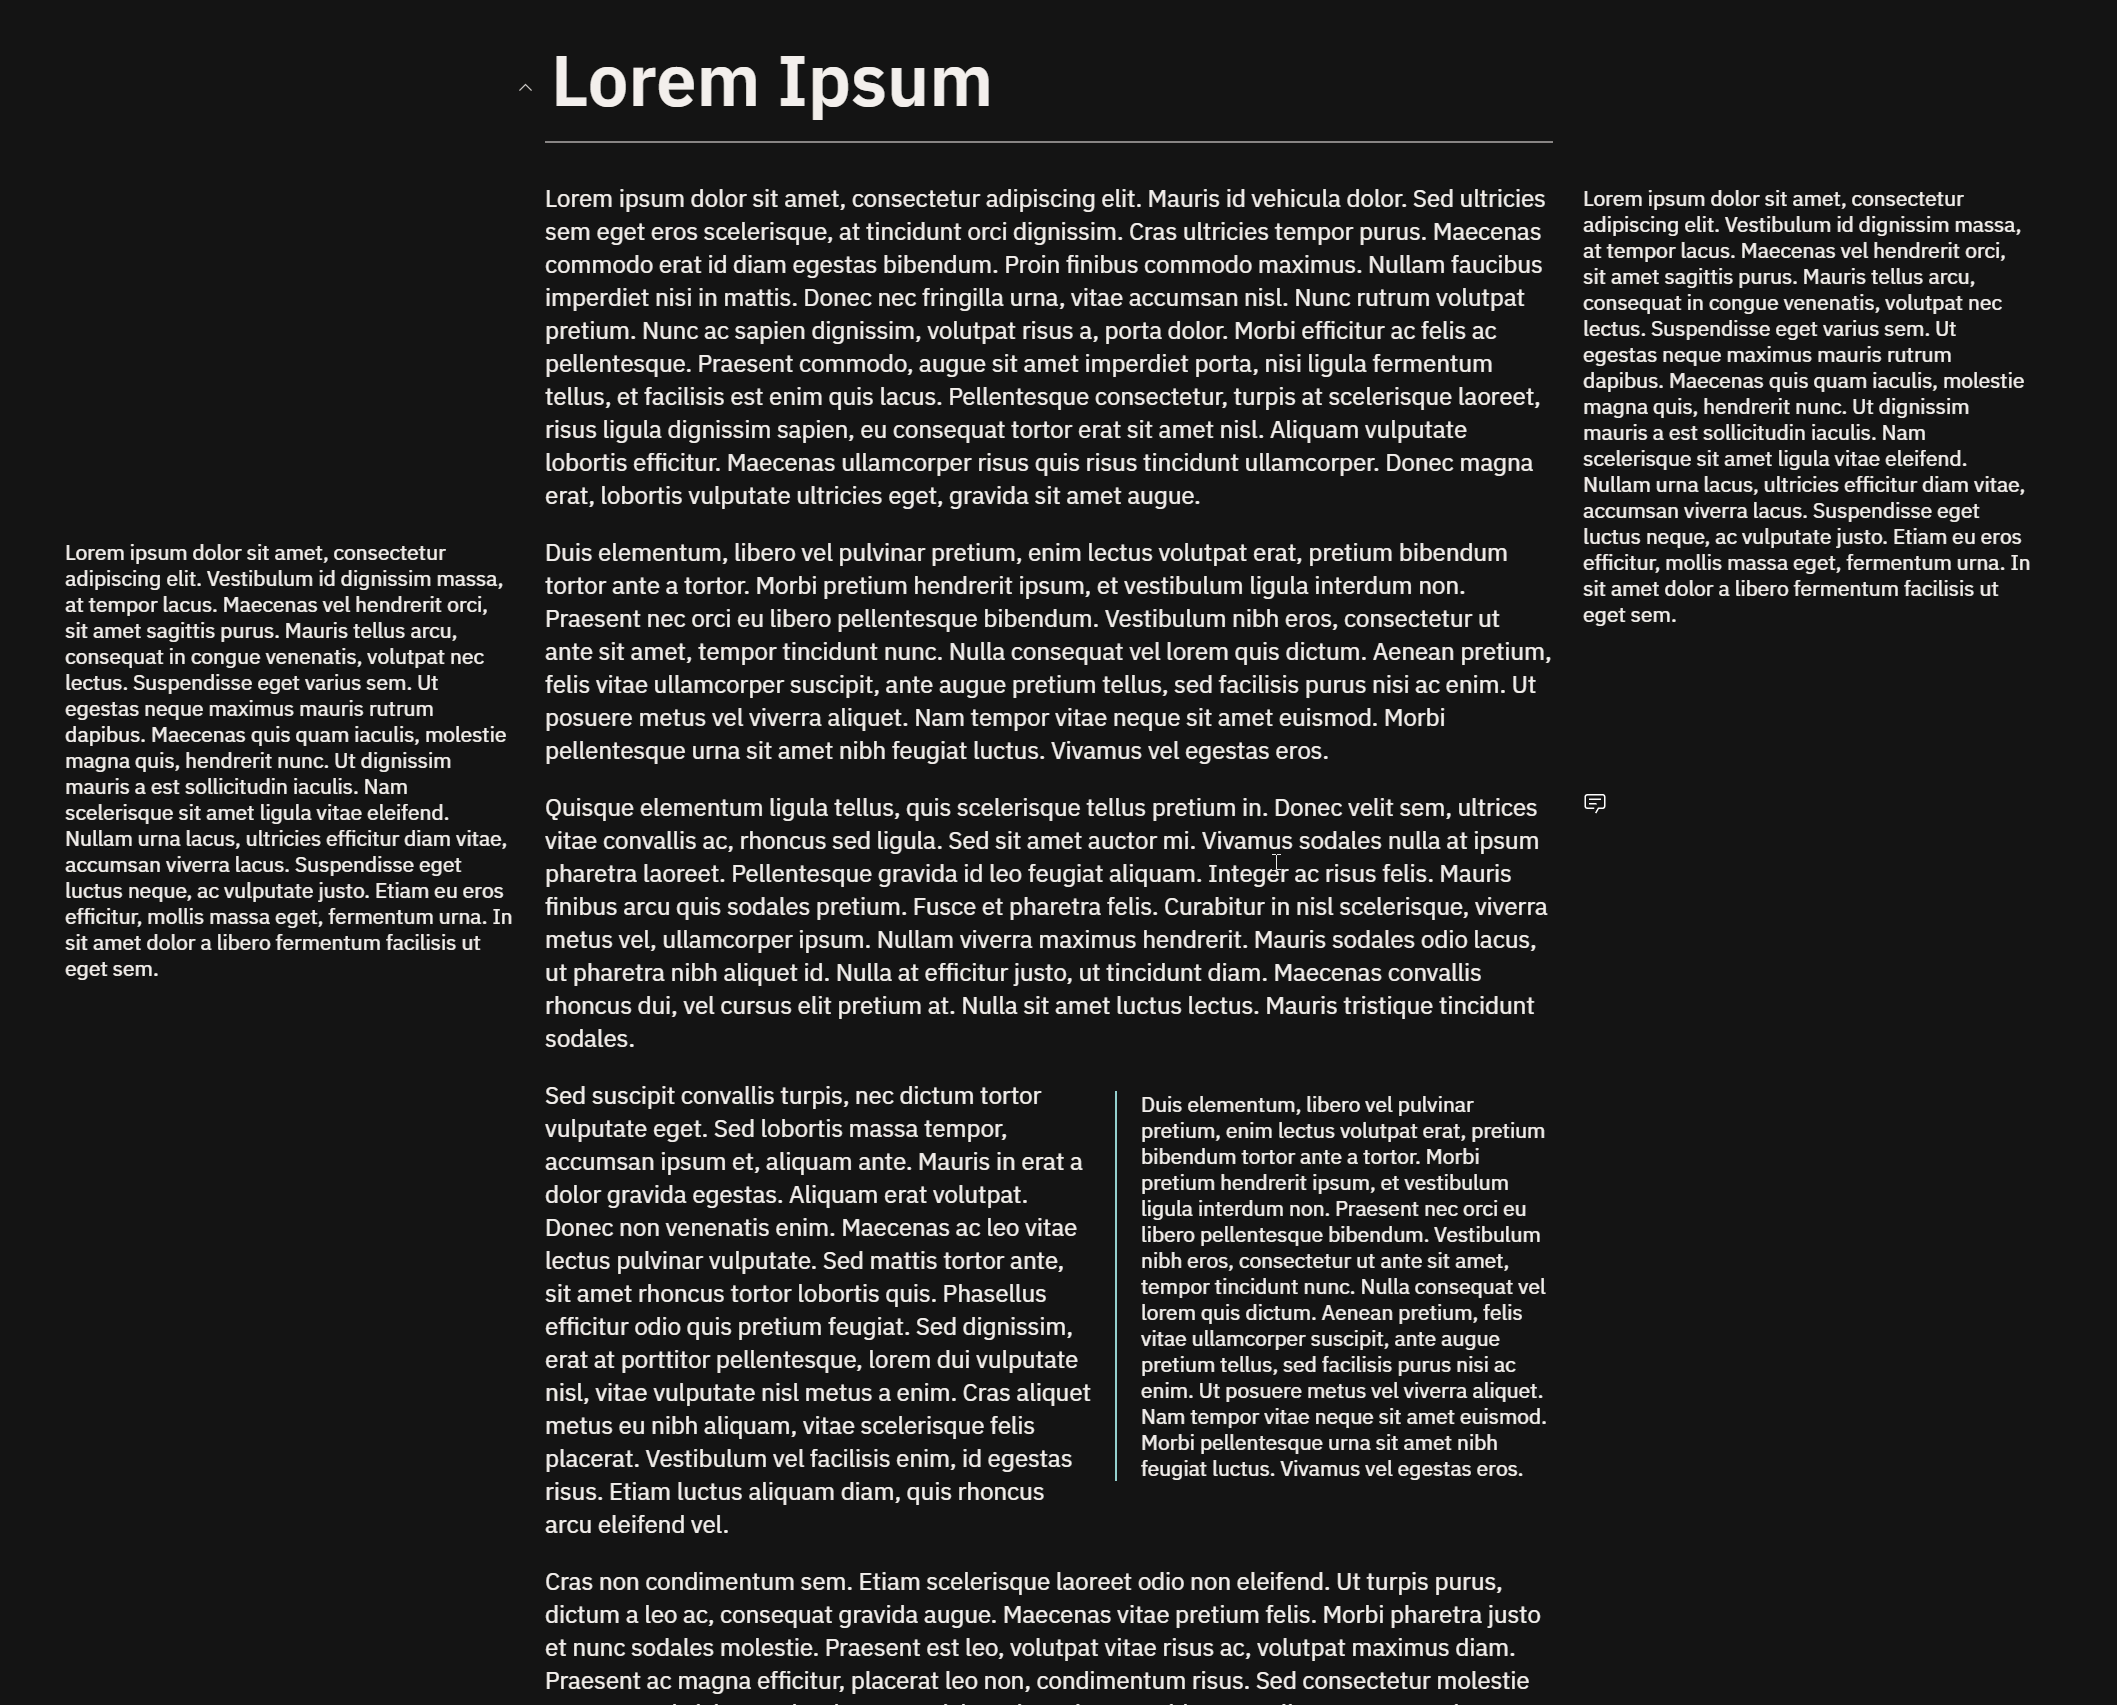 Lorem Ipsum
Lorem ipsum dolor sit amet, consectetur adipiscing elit. Mauris id vehicula dolor. Sed ultricies
sem eget eros scelerisque, at tincidunt orci dignissim. Cras ultricies tempor purus. Maecenas
commodo erat id diam egestas bibendum. Proin finibus commodo maximus. Nullam faucibus
imperdiet nisi in mattis. Donec nec fringilla urna, vitae accumsan nisl. Nunc rutrum volutpat
pretium. Nunc ac sapien dignissim, volutpat risus a, porta dolor. Morbi efficitur ac felis ac
pellentesque. Praesent commodo, augue sit amet imperdiet porta, nisi ligula fermentum
tellus, et facilisis est enim quis lacus. Pellentesque consectetur, turpis at scelerisque laoreet,
risus ligula dignissim sapien, eu consequat tortor erat sit amet nisl. Aliquam vulputate
lobortis efficitur. Maecenas ullamcorper risus quis risus tincidunt ullamcorper. Donec magna
erat, lobortis vulputate ultricies eget, gravida sit amet augue.
Lorem ipsum dolor sit amet, consectetur
adipiscing elit. Vestibulum id dignissim massa,
at tempor lacus. Maecenas vel hendrerit orci,
sit amet sagittis purus. Mauris tellus arcu,
consequat in congue venenatis, volutpat nec
lectus. Suspendisse eget varius sem. Ut
egestas neque maximus mauris rutrum
dapibus. Maecenas quis quam iaculis, molestie
magna quis, hendrerit nunc. Ut dignissim
mauris a est sollicitudin iaculis. Nam
scelerisque sit amet ligula vitae eleifend.
Nullam urna lacus, ultricies efficitur diam vitae,
accumsan viverra lacus. Suspendisse eget
luctus neque, ac vulputate justo. Etiam eu eros
efficitur, mollis massa eget, fermentum urna. In
sit amet dolor a libero fermentum facilisis ut
eget sem.
Lorem ipsum dolor sit amet, consectetur
adipiscing elit. Vestibulum id dignissim massa,
at tempor lacus. Maecenas vel hendrerit orci,
sit amet sagittis purus. Mauris tellus arcu,
consequat in congue venenatis, volutpat nec
lectus. Suspendisse eget varius sem. Ut
egestas neque maximus mauris rutrum
dapibus. Maecenas quis quam iaculis, molestie
magna quis, hendrerit nunc. Ut dignissim
mauris a est sollicitudin iaculis. Nam
scelerisque sit amet ligula vitae eleifend.
Nullam urna lacus, ultricies efficitur diam vitae,
accumsan viverra lacus. Suspendisse eget
luctus neque, ac vulputate justo. Etiam eu eros
efficitur, mollis massa eget, fermentum urna. In
sit amet dolor a libero fermentum facilisis ut
eget sem.
Duis elementum, libero vel pulvinar pretium, enim lectus volutpat erat, pretium bibendum
tortor ante a tortor. Morbi pretium hendrerit ipsum, et vestibulum ligula interdum non.
Praesent nec orci eu libero pellentesque bibendum. Vestibulum nibh eros, consectetur ut
ante sit amet, tempor tincidunt nunc. Nulla consequat vel lorem quis dictum. Aenean pretium,
felis vitae ullamcorper suscipit, ante augue pretium tellus, sed facilisis purus nisi ac enim. Ut
posuere metus vel viverra aliquet. Nam tempor vitae neque sit amet euismod. Morbi
pellentesque urna sit amet nibh feugiat luctus. Vivamus vel egestas eros.
Quisque elementum ligula tellus, quis scelerisque tellus pretium in. Donec velit sem, ultrices
vitae convallis ac, rhoncus sed ligula. Sed sit amet auctor mi. Vivamus sodales nulla at ipsum
pharetra laoreet. Pellentesque gravida id leo feugiat aliquam. Integer ac risus felis. Mauris
finibus arcu quis sodales pretium. Fusce et pharetra felis. Curabitur in nisl scelerisque, viverra
metus vel, ullamcorper ipsum. Nullam viverra maximus hendrerit. Mauris sodales odio lacus,
ut pharetra nibh aliquet id. Nulla at efficitur justo, ut tincidunt diam. Maecenas convallis
rhoncus dui, vel cursus elit pretium at. Nulla sit amet luctus lectus. Mauris tristique tincidunt
sodales.
Sed suscipit convallis turpis, nec dictum tortor
vulputate eget. Sed lobortis massa tempor,
accumsan ipsum et, aliquam ante. Mauris in erat a
dolor gravida egestas. Aliquam erat volutpat.
Donec non venenatis enim. Maecenas ac leo vitae
lectus pulvinar vulputate. Sed mattis tortor ante,
sit amet rhoncus tortor lobortis quis. Phasellus
efficitur odio quis pretium feugiat. Sed dignissim,
erat at porttitor pellentesque, lorem dui vulputate
nisl, vitae vulputate nisl metus a enim. Cras aliquet
metus eu nibh aliquam, vitae scelerisque felis
placerat. Vestibulum vel facilisis enim, id egestas
risus. Etiam luctus aliquam diam, quis rhoncus
arcu eleifend vel.
Duis elementum, libero vel pulvinar
pretium, enim lectus volutpat erat, pretium
bibendum tortor ante a tortor. Morbi
pretium hendrerit ipsum, et vestibulum
ligula interdum non. Praesent nec orci eu
libero pellentesque bibendum. Vestibulum
nibh eros, consectetur ut ante sit amet,
tempor tincidunt nunc. Nulla consequat vel
lorem quis dictum. Aenean pretium, felis
vitae ullamcorper suscipit, ante augue
pretium tellus, sed facilisis purus nisi ac
enim. Ut posuere metus vel viverra aliquet.
Nam tempor vitae neque sit amet euismod.
Morbi pellentesque urna sit amet nibh
feugiat luctus. Vivamus vel egestas eros.
Cras non condimentum sem. Etiam scelerisque laoreet odio non eleifend. Ut turpis purus,
dictum a leo ac, consequat gravida augue. Maecenas vitae pretium felis. Morbi pharetra justo
et nunc sodales molestie. Praesent est leo, volutpat vitae risus ac, volutpat maximus diam.
Praesent ac magna efficitur, placerat leo non, condimentum risus. Sed consectetur molestie